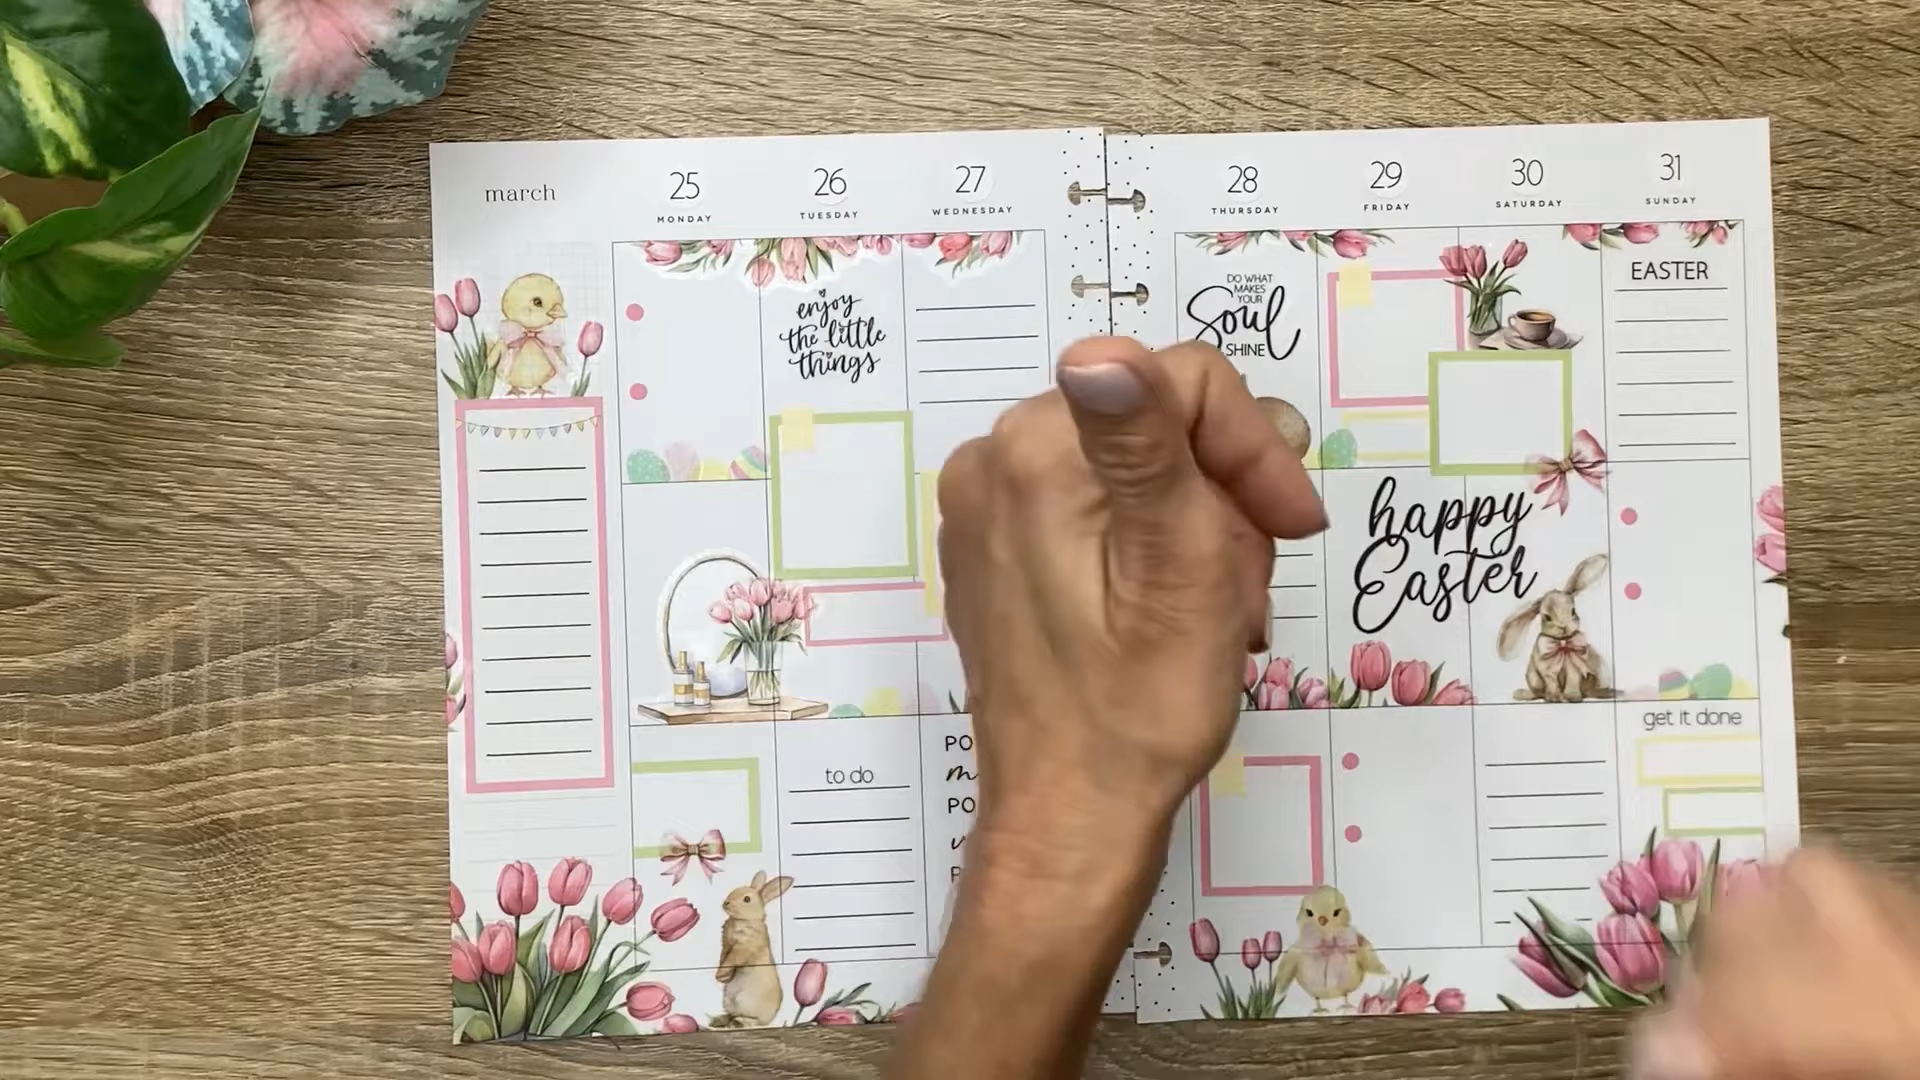 march
25
MONDAY
26
TUESDAY
27
WEDNESDAY
28
THURSDAY
29
FRIDAY
30
SATURDAY
31
SUNDAY
enjoy
the little
things
DO WHAT
MAKES
YOUR
Soul
SHINE
EASTER
happy
Easter
to do
get it done